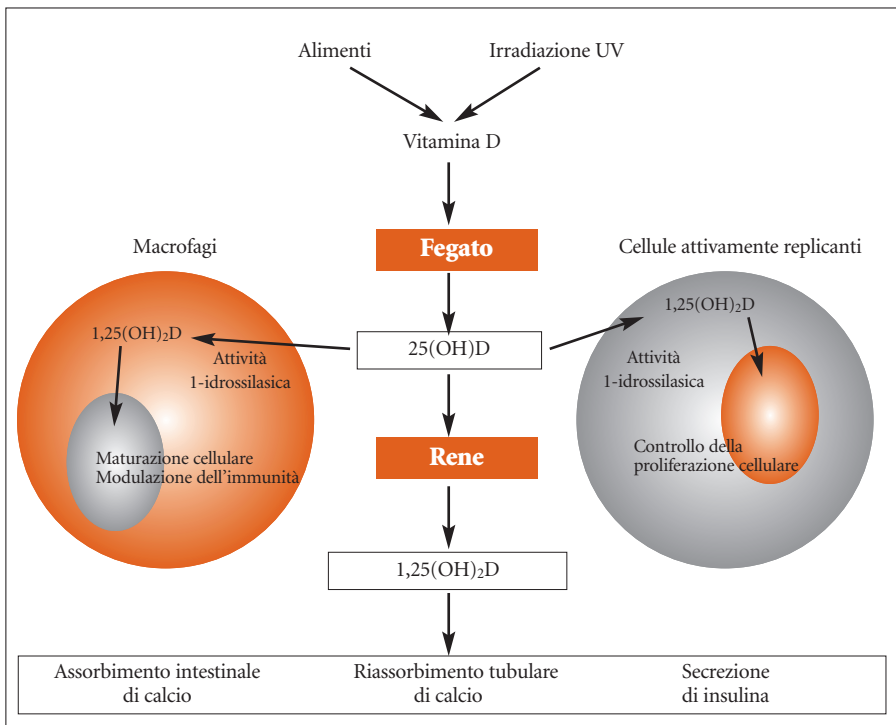 Alimenti
Irradiazione UV
Vitamina D
Fegato
Macrofagi
Cellule attivamente replicanti
1,25(OH)₂D
1,25(OH)₂D
25(OH)D
Attività
1-idrossilasica
Attività
1-idrossilasica
Maturazione cellulare
Modulazione dell'immunità
Rene
Controllo della
proliferazione cellulare
1,25(OH)₂D
Assorbimento intestinale
di calcio
Riassorbimento tubulare
di calcio
Secrezione
di insulina